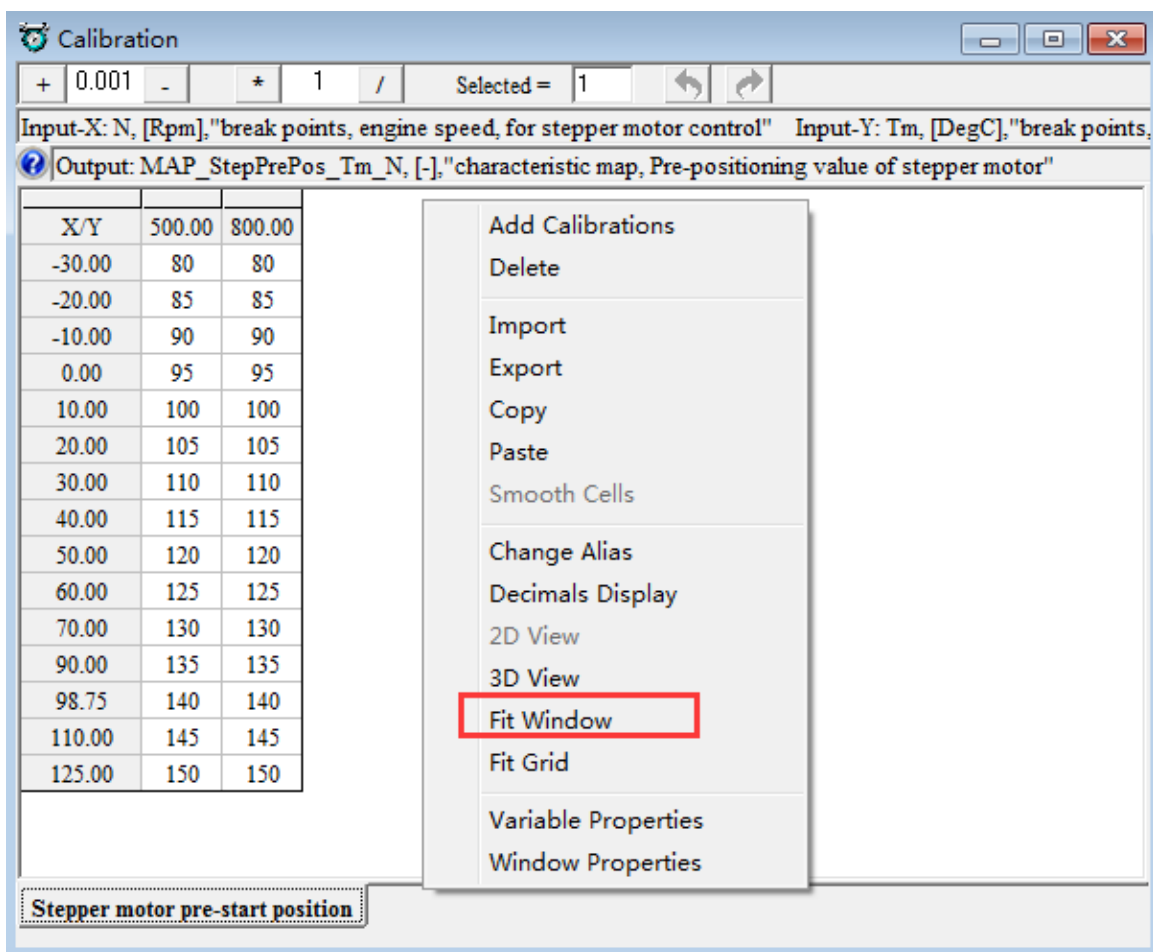 Calibration
+ 0.001 - * 1 / Selected = 1
Input-X: N, [Rpm],"break points, engine speed, for stepper motor control" Input-Y: Tm, [DegC],"break points,
Output: MAP_StepPrePos_Tm_N, [-],"characteristic map, Pre-positioning value of stepper motor"
X/Y 500.00 800.00
-30.00 80 80
-20.00 85 85
-10.00 90 90
0.00 95 95
10.00 100 100
20.00 105 105
30.00 110 110
40.00 115 115
50.00 120 120
60.00 125 125
70.00 130 130
90.00 135 135
98.75 140 140
110.00 145 145
125.00 150 150
Add Calibrations
Delete
Import
Export
Copy
Paste
Smooth Cells
Change Alias
Decimals Display
2D View
3D View
Fit Window
Fit Grid
Variable Properties
Window Properties
Stepper motor pre-start position